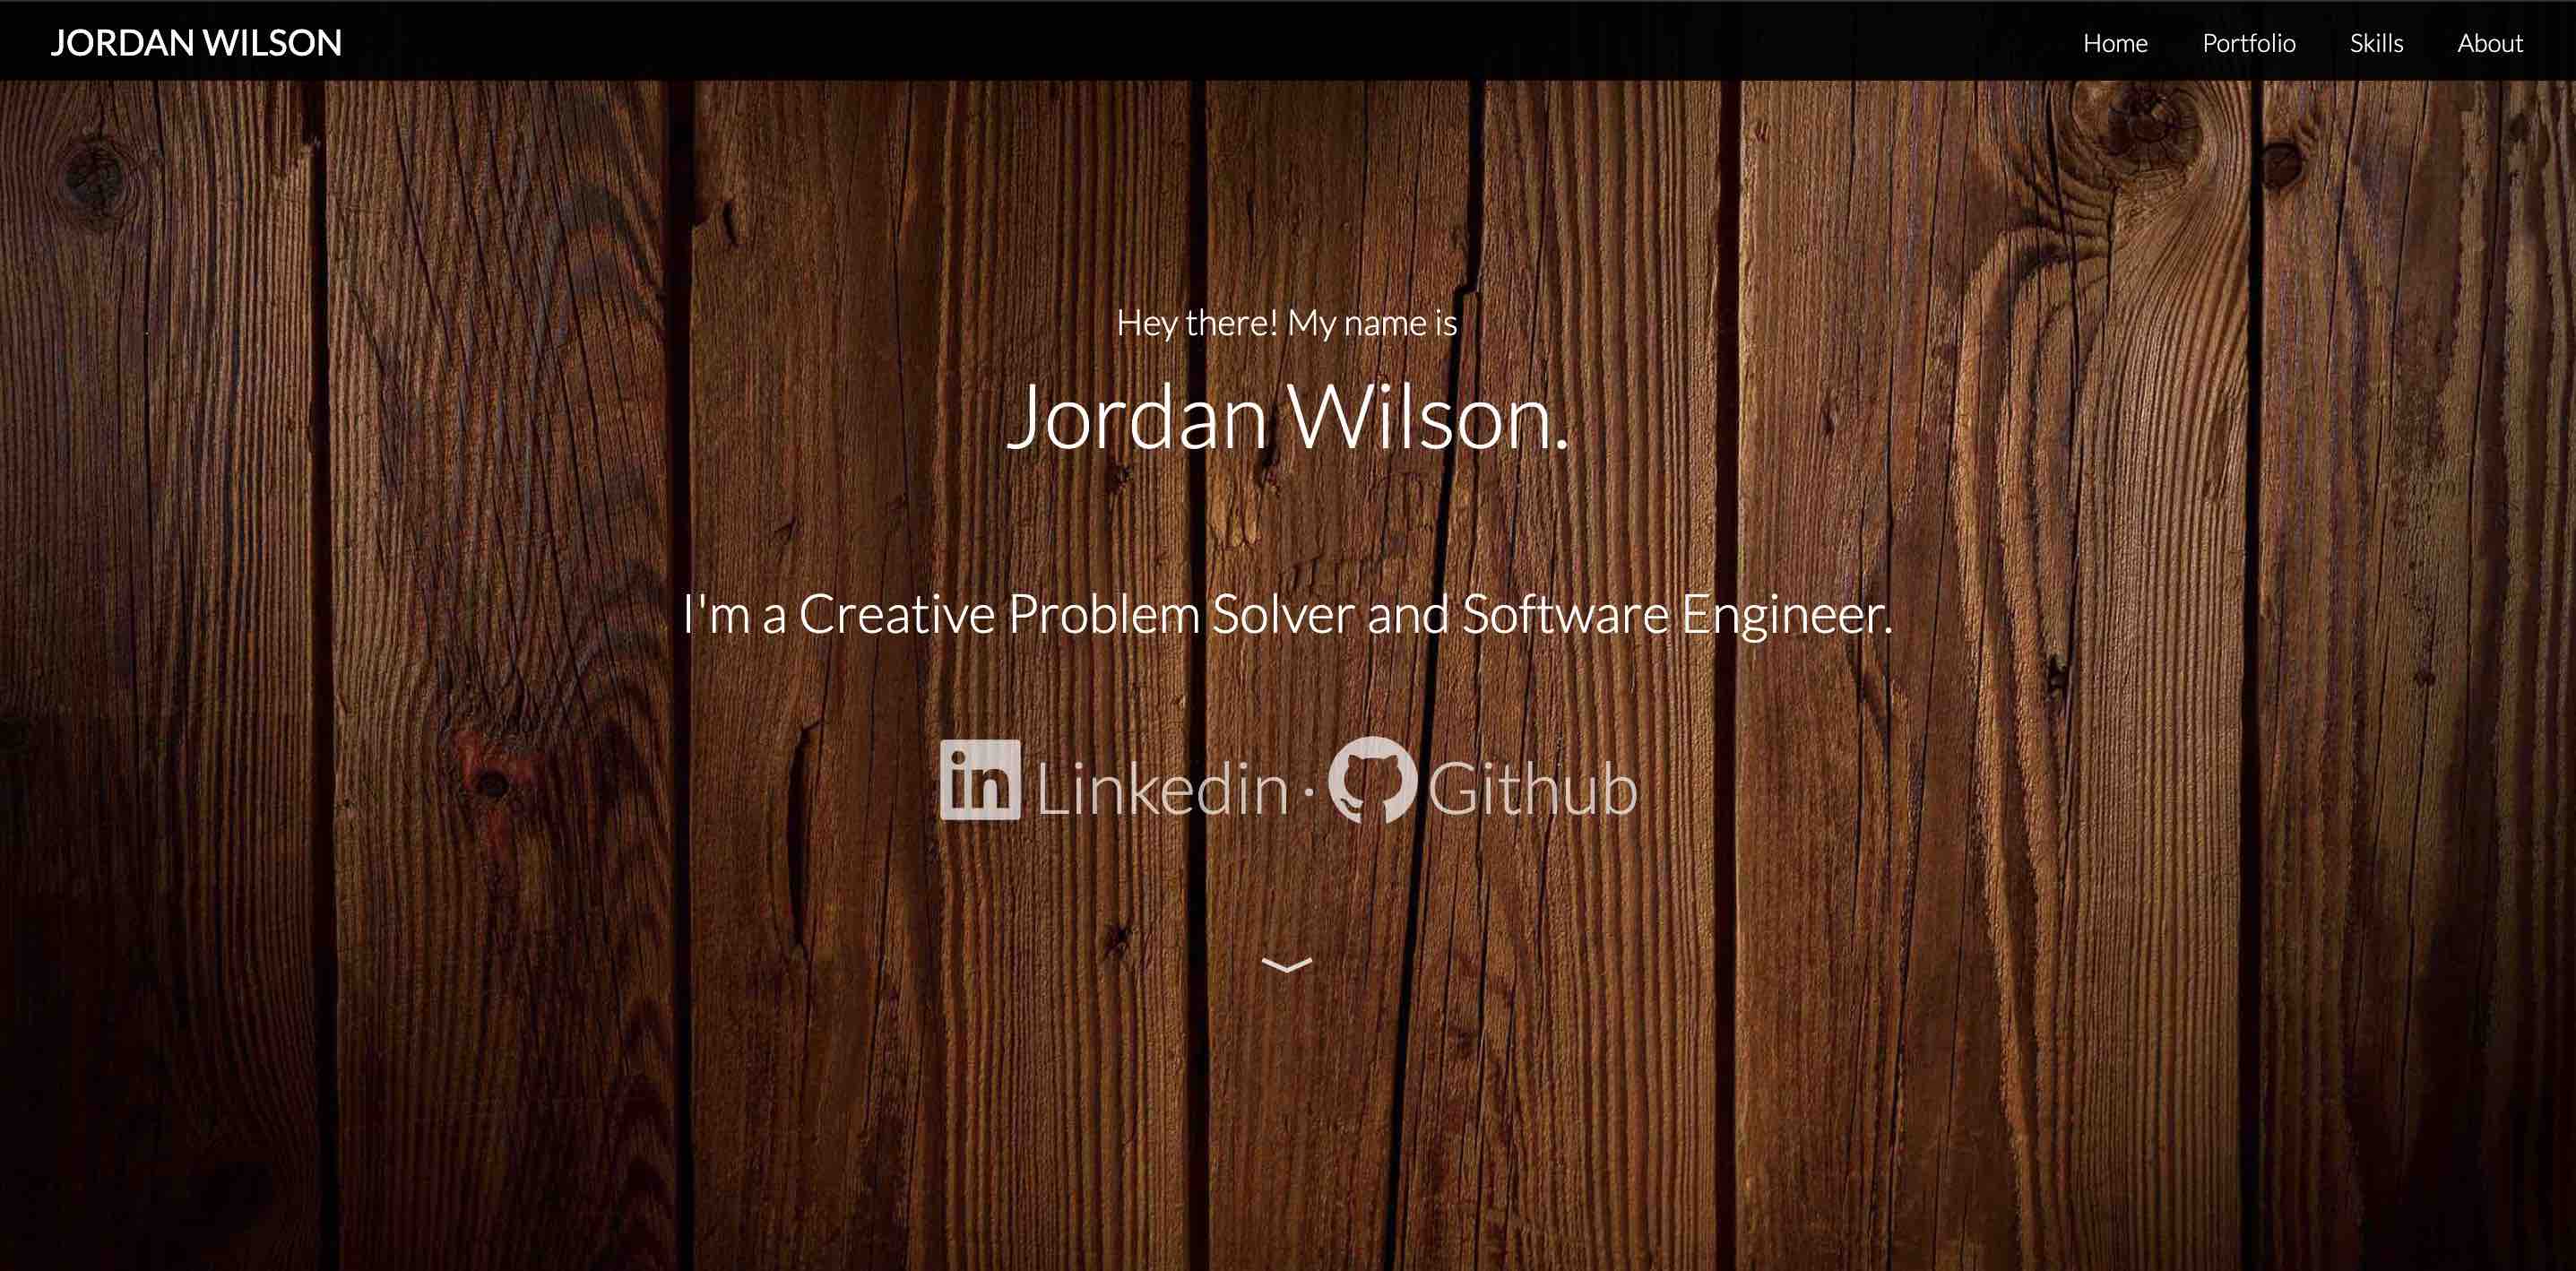 JORDAN WILSON
Home Portfolio Skills About
Hey there! My name is
Jordan Wilson.
I'm a Creative Problem Solver and Software Engineer.
in Linkedin · Github